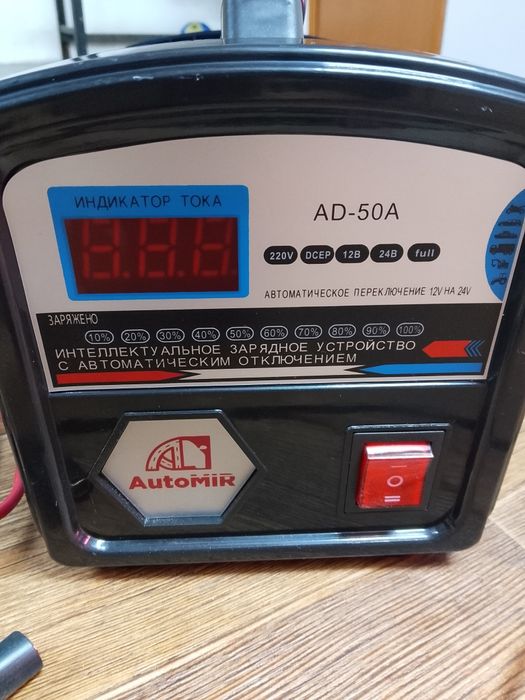 ИНДИКАТОР ТОКА
AD-50A
220V DCEP 12В 24В full
АВТОМАТИЧЕСКОЕ ПЕРЕКЛЮЧЕНИЕ 12V НА 24V
ЗАРЯЖЕНО
10% 20% 30% 40% 50% 60% 70% 80% 90% 100%
ИНТЕЛЛЕКТУАЛЬНОЕ ЗАРЯДНОЕ УСТРОЙСТВО
С АВТОМАТИЧЕСКИМ ОТКЛЮЧЕНИЕМ
AutoMiR
I
O
II